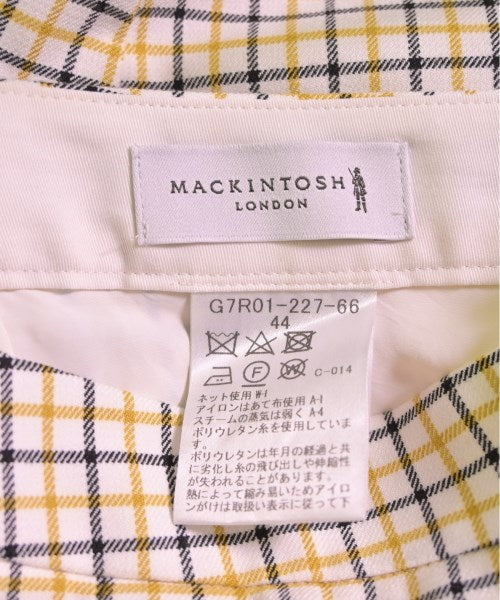 MACKINTOSH
LONDON
G7R01-227-66
44
C-014
ネット使用 W-1
アイロンはあて布使用 A-1
スチームの蒸気は弱く A-4
ポリウレタン糸を使用していま
す。
ポリウレタンは年月の経過と共
に劣化し糸の飛び出しや伸縮性
が失われることがあります。
熱によって縮み易いためアイロ
ンがけは取扱い表示に従って下